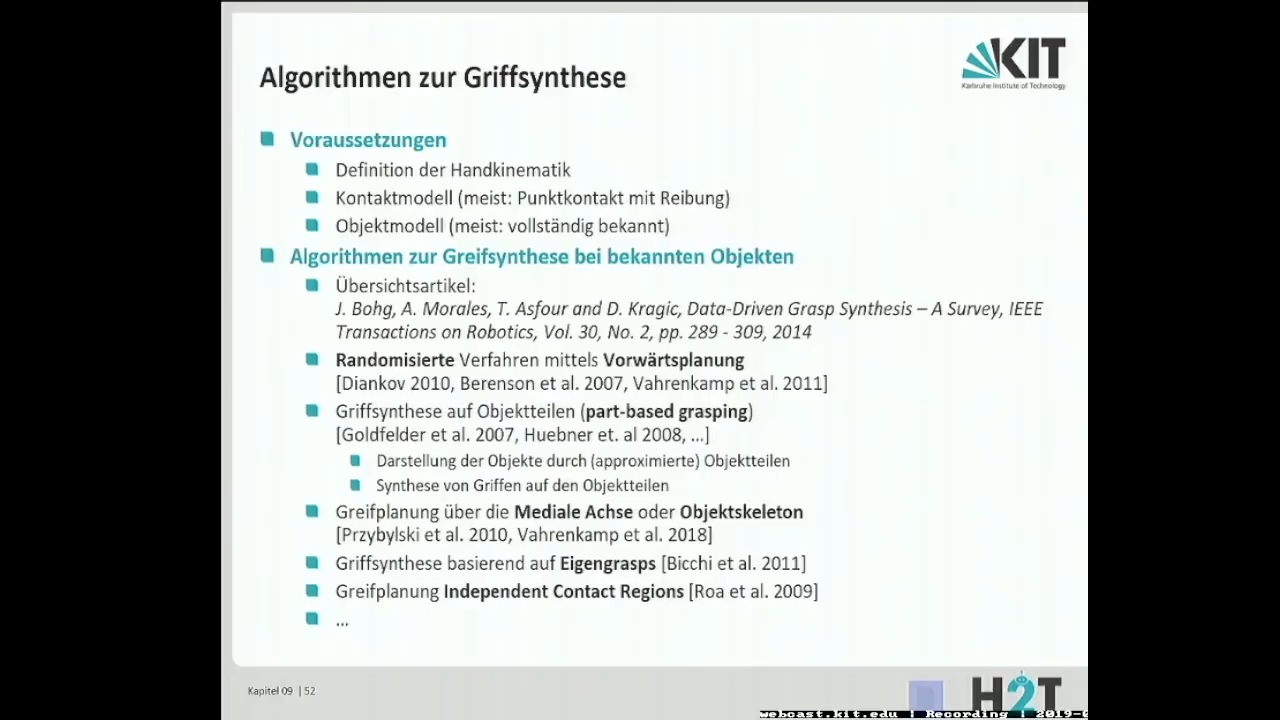 KIT
Karlsruhe Institute of Technology
Algorithmen zur Griffsynthese
Voraussetzungen
Definition der Handkinematik
Kontaktmodell (meist: Punktkontakt mit Reibung)
Objektmodell (meist: vollständig bekannt)
Algorithmen zur Greifsynthese bei bekannten Objekten
Übersichtsartikel:
J. Bohg, A. Morales, T. Asfour and D. Kragic, Data-Driven Grasp Synthesis – A Survey, IEEE
Transactions on Robotics, Vol. 30, No. 2, pp. 289 - 309, 2014
Randomisierte Verfahren mittels Vorwärtsplanung
[Diankov 2010, Berenson et al. 2007, Vahrenkamp et al. 2011]
Griffsynthese auf Objektteilen (part-based grasping)
[Goldfelder et al. 2007, Huebner et. al 2008, ...]
Darstellung der Objekte durch (approximierte) Objektteilen
Synthese von Griffen auf den Objektteilen
Greifplanung über die Mediale Achse oder Objektskeleton
[Przybylski et al. 2010, Vahrenkamp et al. 2018]
Griffsynthese basierend auf Eigengrasps [Bicchi et al. 2011]
Greifplanung Independent Contact Regions [Roa et al. 2009]
...
Kapitel 09 | 52
H2T
webcast.kit.edu | Recording | 2019-